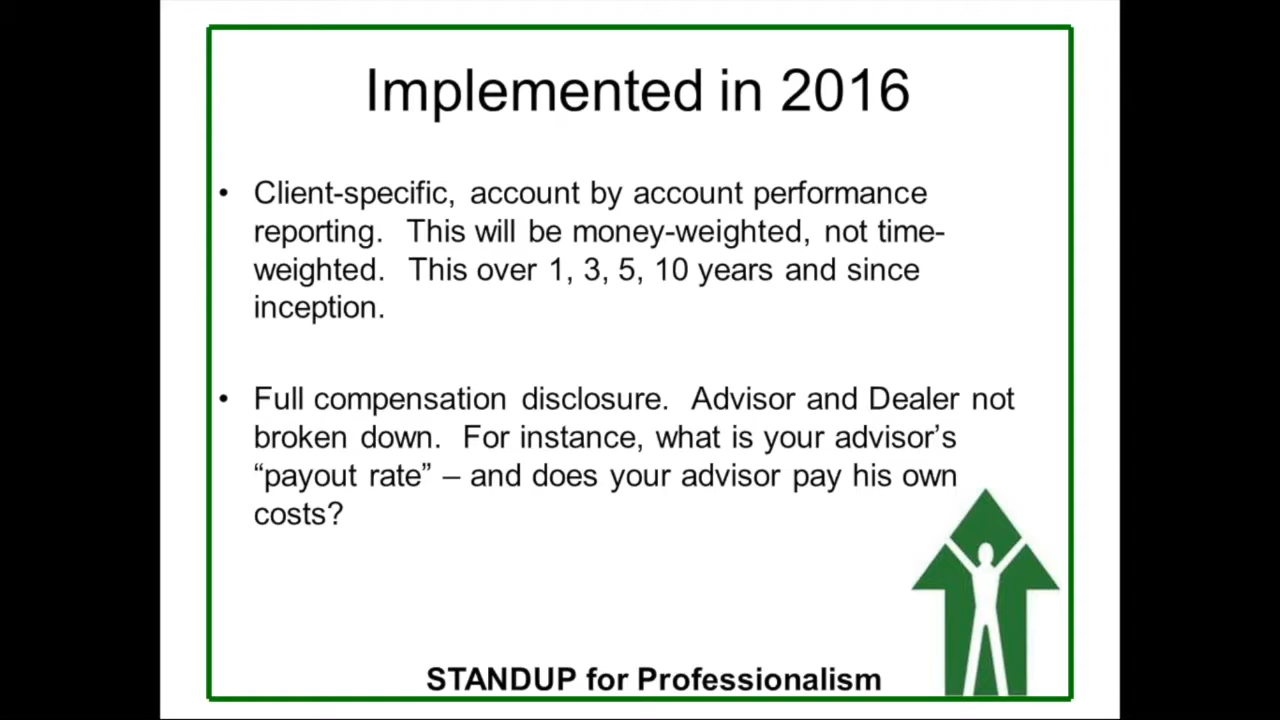 Implemented in 2016
• Client-specific, account by account performance
reporting. This will be money-weighted, not time-
weighted. This over 1, 3, 5, 10 years and since
inception.
• Full compensation disclosure. Advisor and Dealer not
broken down. For instance, what is your advisor’s
“payout rate” – and does your advisor pay his own
costs?
STANDUP for Professionalism